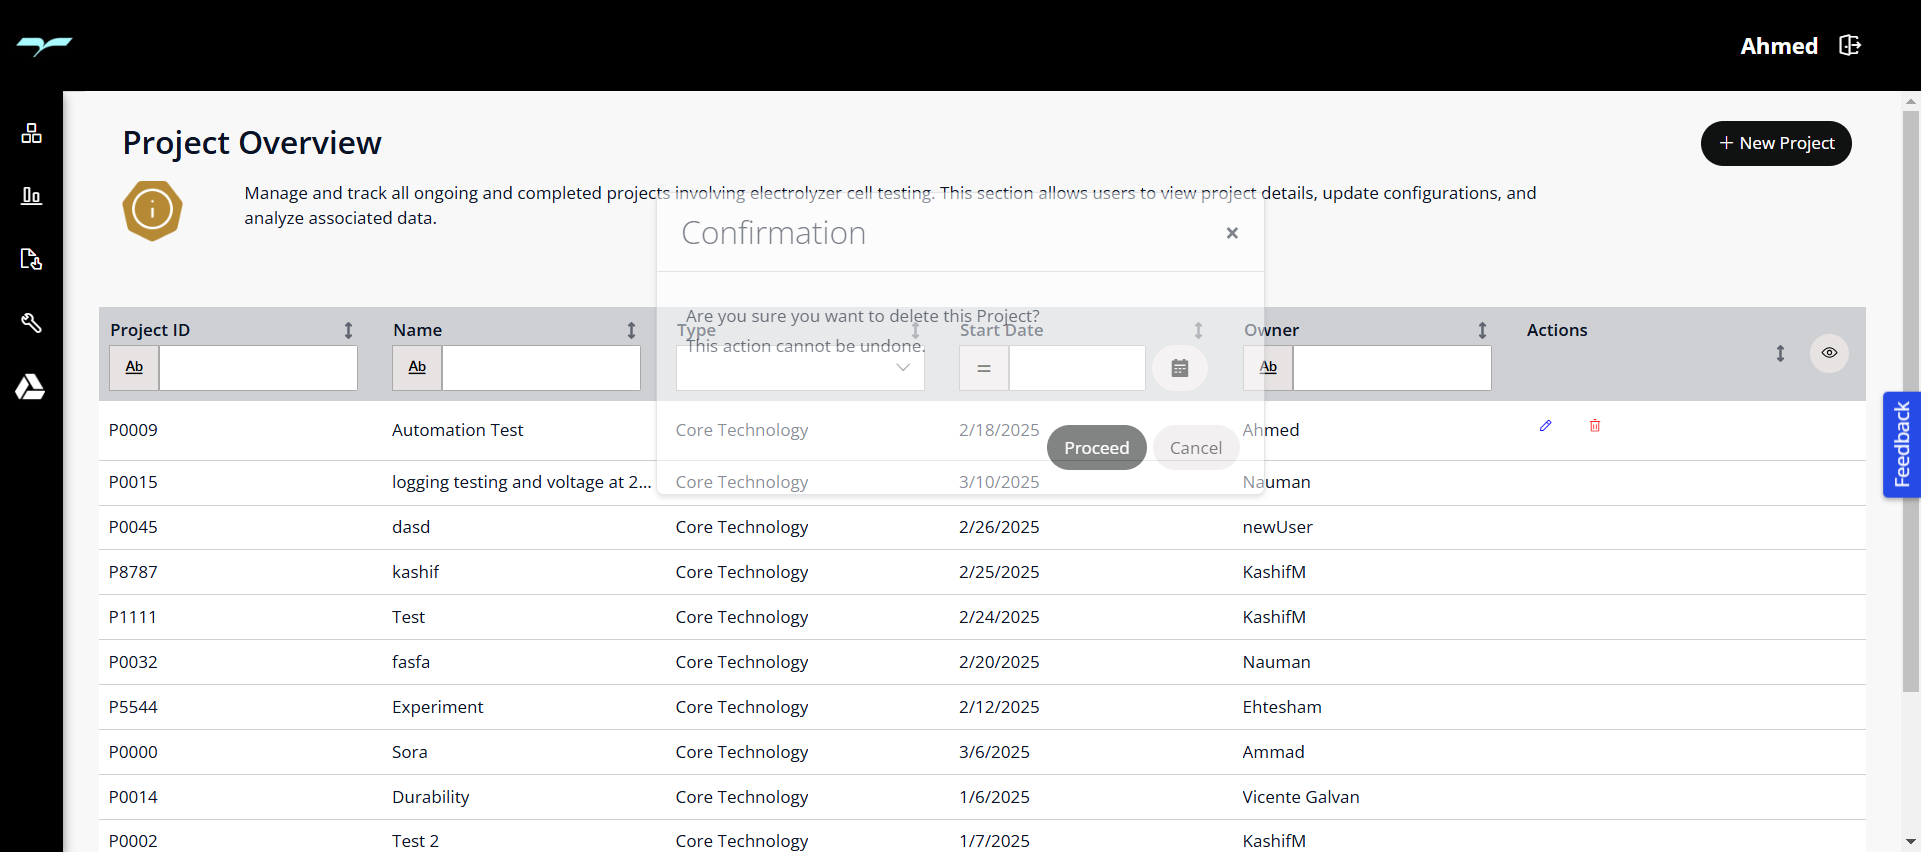 Ahmed
Project Overview
+ New Project
Manage and track all ongoing and completed projects involving electrolyzer cell testing. This section allows users to view project details, update configurations, and
analyze associated data.
Confirmation
×
Are you sure you want to delete this Project?
This action cannot be undone.
Proceed Cancel
Project ID Name Type Start Date Owner Actions
Ab Ab = Ab
P0009 Automation Test Core Technology 2/18/2025 Ahmed
P0015 logging testing and voltage at 2... Core Technology 3/10/2025 Nauman
P0045 dasd Core Technology 2/26/2025 newUser
P8787 kashif Core Technology 2/25/2025 KashifM
P1111 Test Core Technology 2/24/2025 KashifM
P0032 fasfa Core Technology 2/20/2025 Nauman
P5544 Experiment Core Technology 2/12/2025 Ehtesham
P0000 Sora Core Technology 3/6/2025 Ammad
P0014 Durability Core Technology 1/6/2025 Vicente Galvan
P0002 Test 2 Core Technology 1/7/2025 KashifM
Feedback